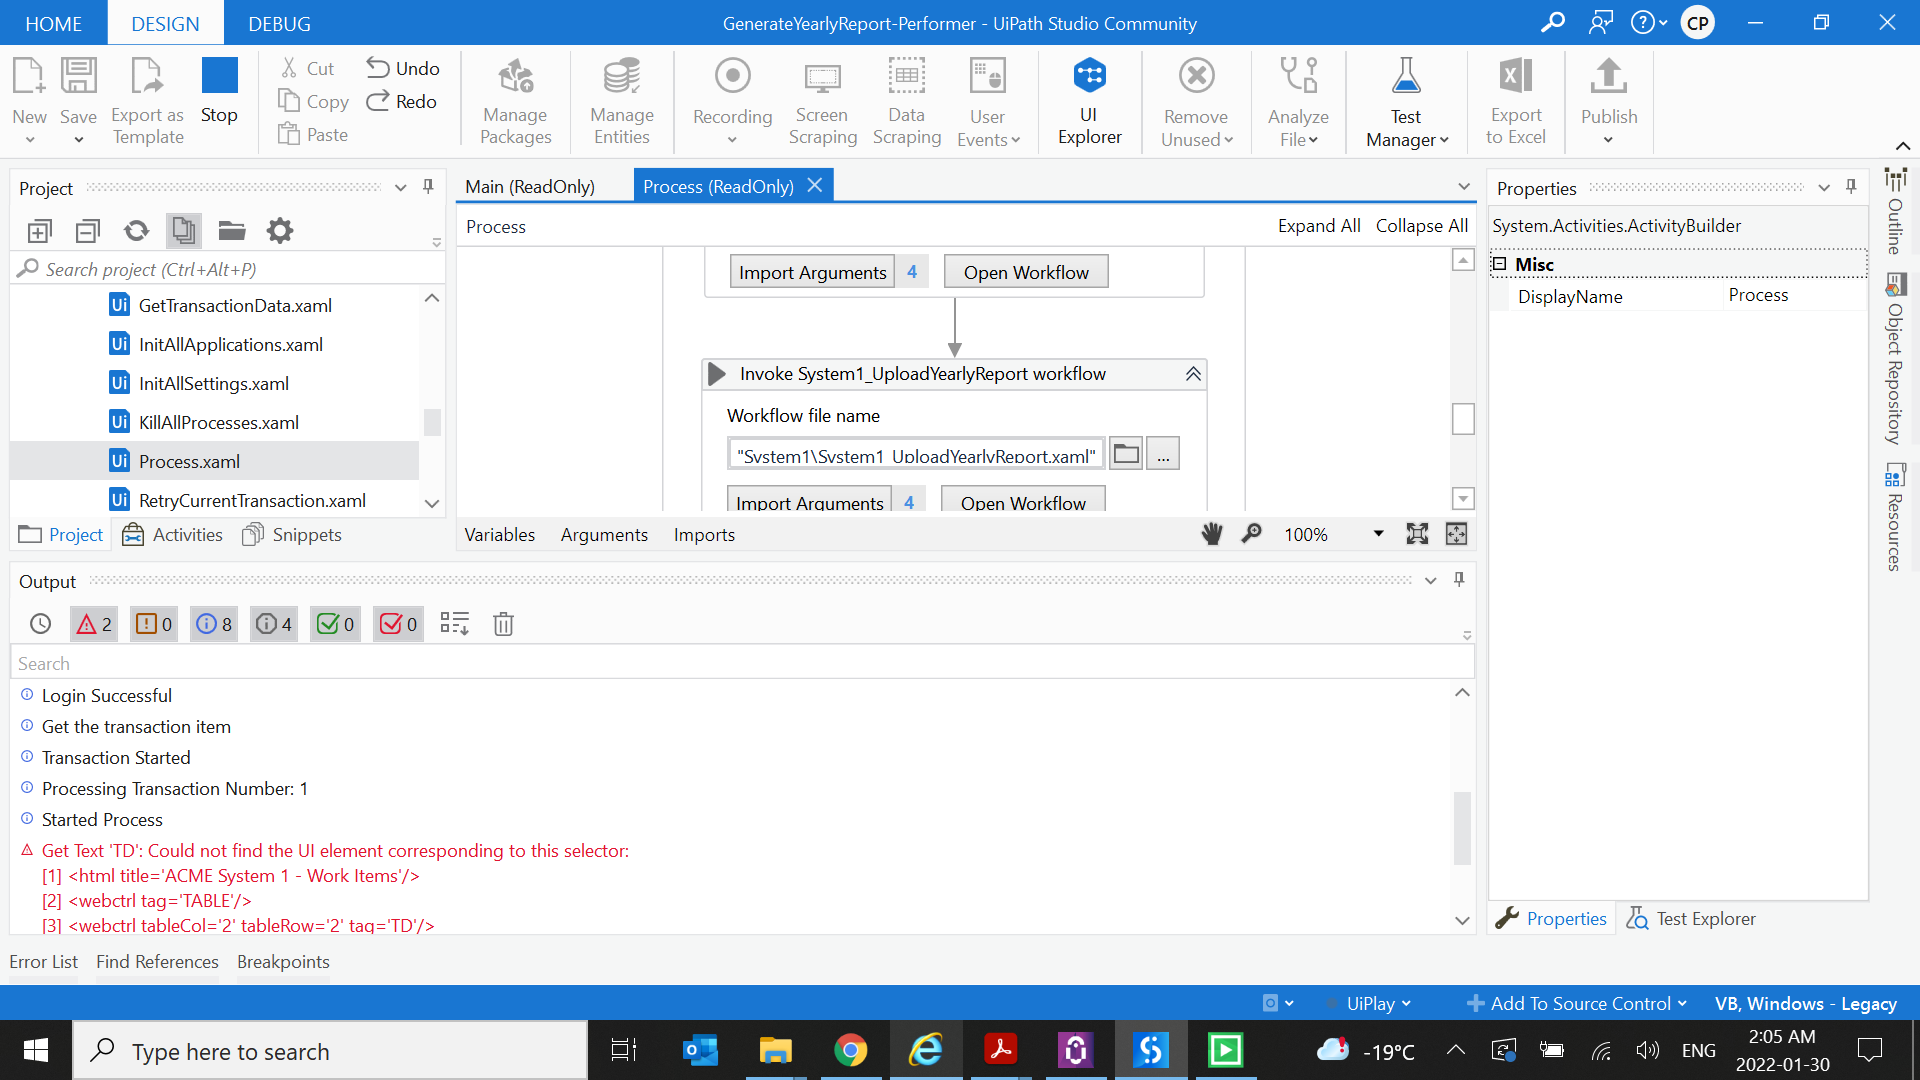 HOME DESIGN DEBUG
GenerateYearlyReport-Performer - UiPath Studio Community
CP
New
Save
Export as Template
Stop
Cut
Copy
Paste
Undo
Redo
Manage Packages
Manage Entities
Recording
Screen Scraping
Data Scraping
User Events
UI Explorer
Remove Unused
Analyze File
Test Manager
Export to Excel
Publish
Project
Search project (Ctrl+Alt+P)
Ui GetTransactionData.xaml
Ui InitAllApplications.xaml
Ui InitAllSettings.xaml
Ui KillAllProcesses.xaml
Ui Process.xaml
Ui RetryCurrentTransaction.xaml
Project Activities Snippets
Main (ReadOnly) Process (ReadOnly)
Process Expand All Collapse All
Import Arguments 4 Open Workflow
Invoke System1_UploadYearlyReport workflow
Workflow file name
"System1\System1_UploadYearlyReport.xaml" ...
Import Arguments 4 Open Workflow
Variables Arguments Imports 100%
Properties
System.Activities.ActivityBuilder
Misc
DisplayName Process
Properties Test Explorer
Outline
Object Repository
Resources
Output
2 0 8 4 0 0
Search
Login Successful
Get the transaction item
Transaction Started
Processing Transaction Number: 1
Started Process
Get Text 'TD': Could not find the UI element corresponding to this selector:
[1] <html title='ACME System 1 - Work Items'/>
[2] <webctrl tag='TABLE'/>
[3] <webctrl tableCol='2' tableRow='2' tag='TD'/>
Error List Find References Breakpoints
UiPlay Add To Source Control VB, Windows - Legacy
Type here to search
-19°C ENG
2:05 AM
2022-01-30